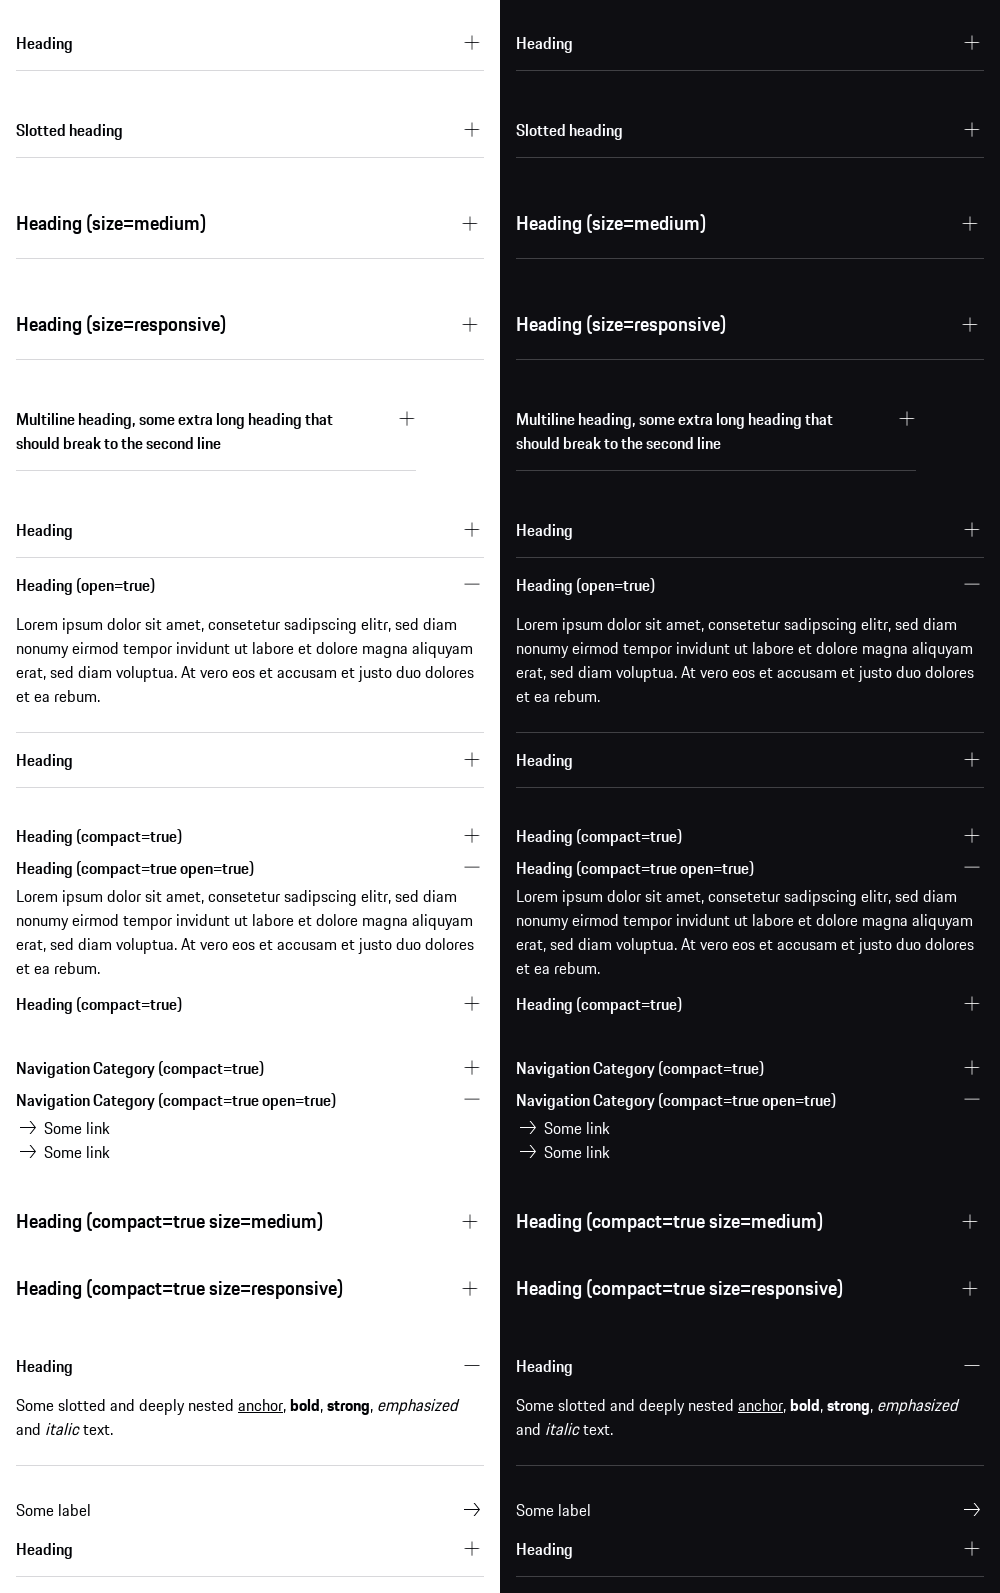 Heading
Slotted heading
Heading (size=medium)
Heading (size=responsive)
Multiline heading, some extra long heading that
should break to the second line
Heading
Heading (open=true)
Lorem ipsum dolor sit amet, consetetur sadipscing elitr, sed diam
nonumy eirmod tempor invidunt ut labore et dolore magna aliquyam
erat, sed diam voluptua. At vero eos et accusam et justo duo dolores
et ea rebum.
Heading
Heading (compact=true)
Heading (compact=true open=true)
Lorem ipsum dolor sit amet, consetetur sadipscing elitr, sed diam
nonumy eirmod tempor invidunt ut labore et dolore magna aliquyam
erat, sed diam voluptua. At vero eos et accusam et justo duo dolores
et ea rebum.
Heading (compact=true)
Navigation Category (compact=true)
Navigation Category (compact=true open=true)
Some link
Some link
Heading (compact=true size=medium)
Heading (compact=true size=responsive)
Heading
Some slotted and deeply nested anchor, bold, strong, emphasized
and italic text.
Some label
Heading
Heading
Slotted heading
Heading (size=medium)
Heading (size=responsive)
Multiline heading, some extra long heading that
should break to the second line
Heading
Heading (open=true)
Lorem ipsum dolor sit amet, consetetur sadipscing elitr, sed diam
nonumy eirmod tempor invidunt ut labore et dolore magna aliquyam
erat, sed diam voluptua. At vero eos et accusam et justo duo dolores
et ea rebum.
Heading
Heading (compact=true)
Heading (compact=true open=true)
Lorem ipsum dolor sit amet, consetetur sadipscing elitr, sed diam
nonumy eirmod tempor invidunt ut labore et dolore magna aliquyam
erat, sed diam voluptua. At vero eos et accusam et justo duo dolores
et ea rebum.
Heading (compact=true)
Navigation Category (compact=true)
Navigation Category (compact=true open=true)
Some link
Some link
Heading (compact=true size=medium)
Heading (compact=true size=responsive)
Heading
Some slotted and deeply nested anchor, bold, strong, emphasized
and italic text.
Some label
Heading